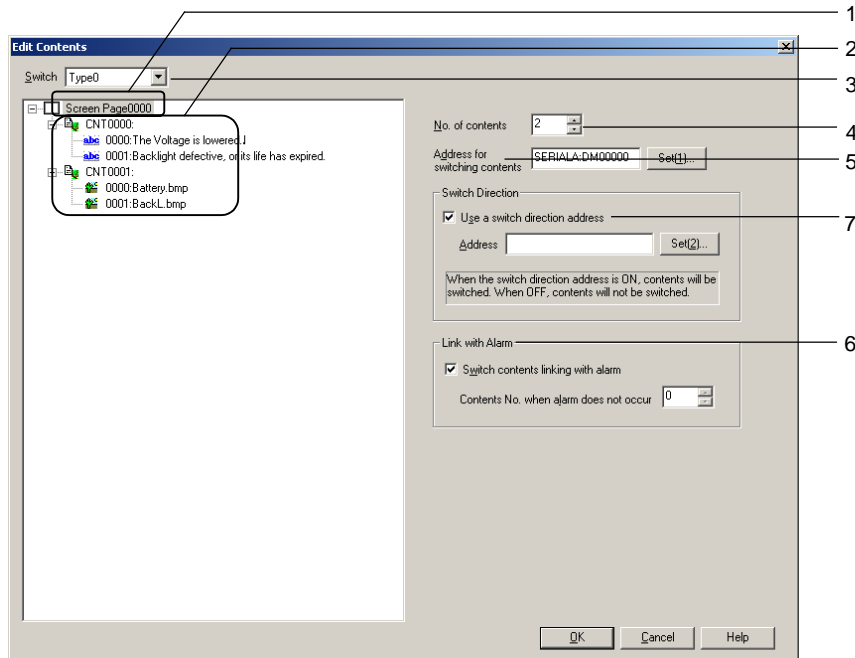 1
Edit Contents
2
Switch Type0
3
Screen Page0000
CNT0000:
0000:The Voltage is lowered.↓
0001:Backlight defective, or its life has expired.
CNT0001:
0000:Battery.bmp
0001:BackL.bmp
No. of contents 2
4
Address for
switching contents SERIALA:DM00000 Set(1)...
5
Switch Direction
Use a switch direction address
7
Address Set(2)...
When the switch direction address is ON, contents will be
switched. When OFF, contents will not be switched.
Link with Alarm
6
Switch contents linking with alarm
Contents No. when alarm does not occur 0
OK Cancel Help